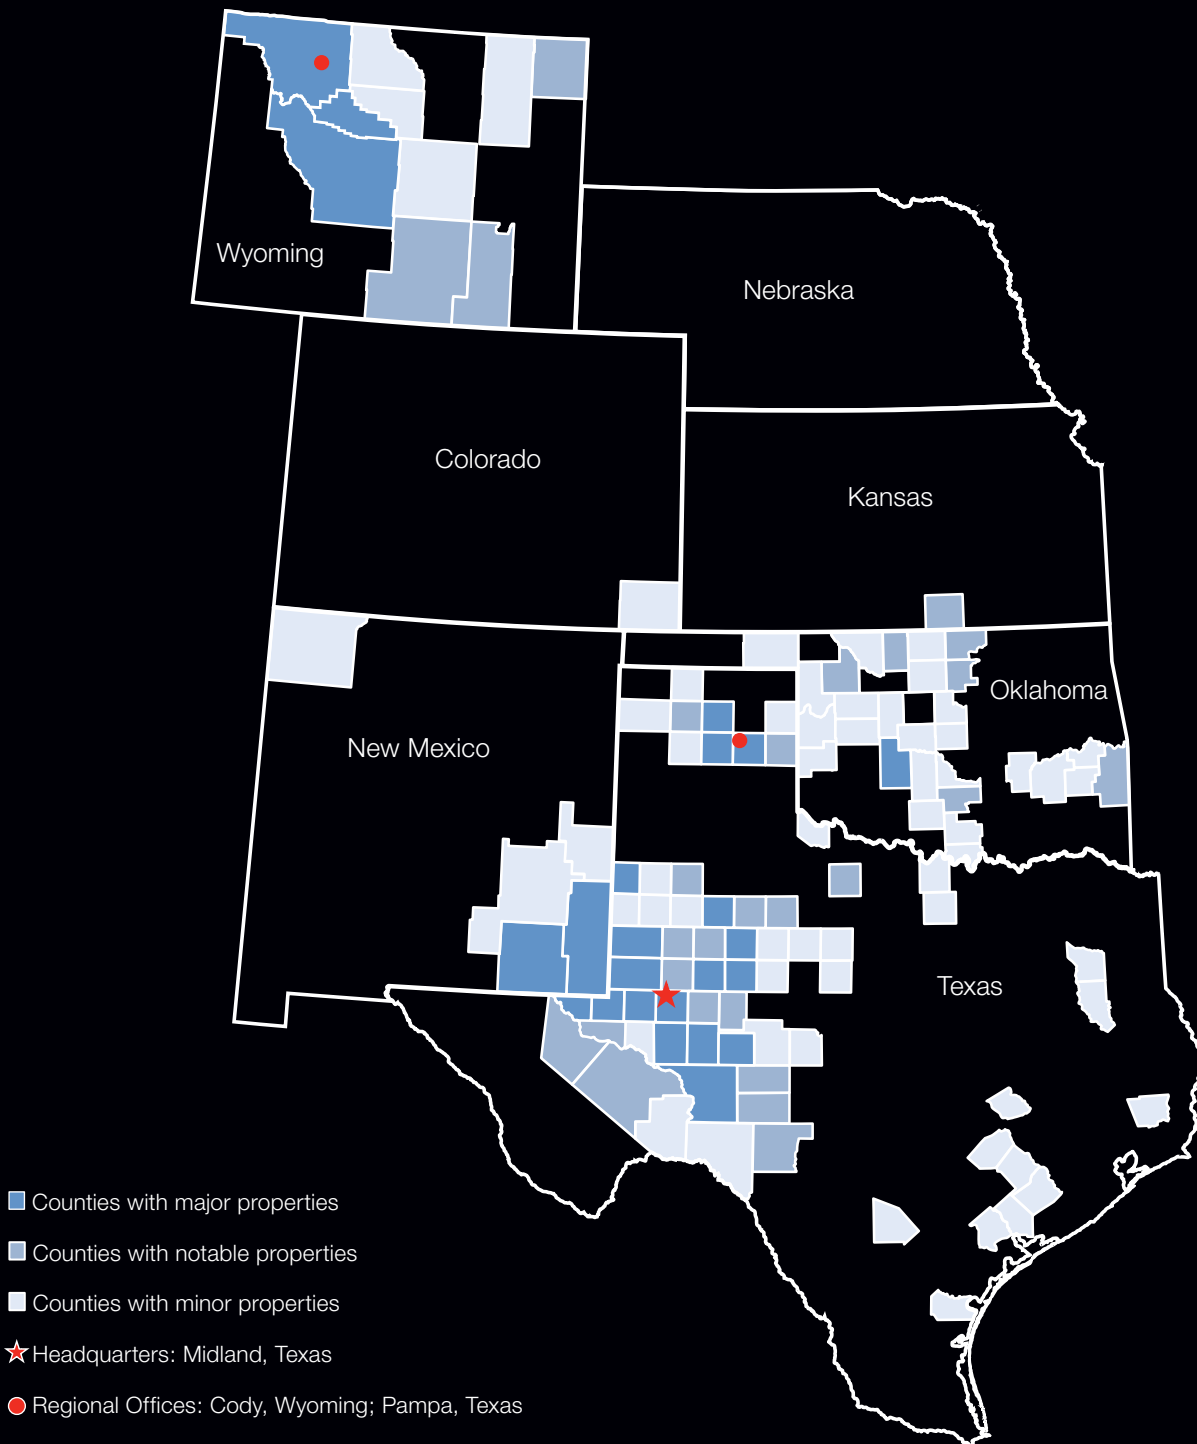 Wyoming
Nebraska
Colorado
Kansas
Oklahoma
New Mexico
Texas
Counties with major properties
Counties with notable properties
Counties with minor properties
Headquarters: Midland, Texas
Regional Offices: Cody, Wyoming; Pampa, Texas